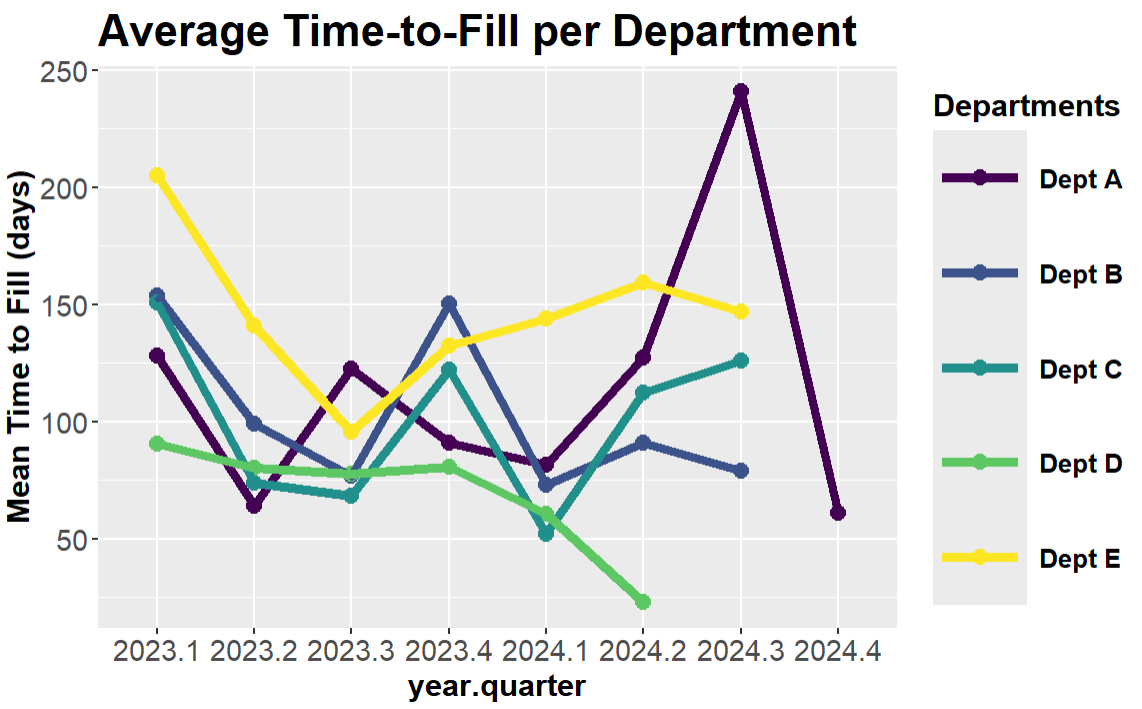 Average Time-to-Fill per Department
Mean Time to Fill (days)
250
200
150
100
50
2023.1 2023.2 2023.3 2023.4 2024.1 2024.2 2024.3 2024.4
year.quarter
Departments
Dept A
Dept B
Dept C
Dept D
Dept E